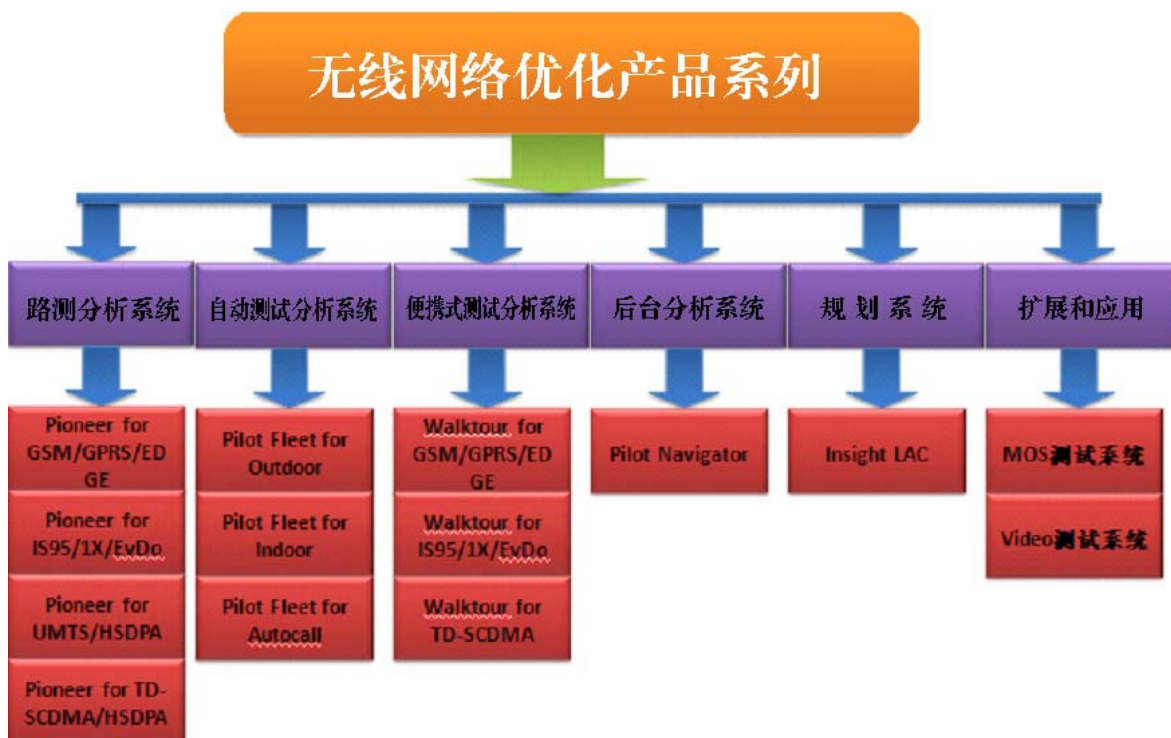 无线网络优化产品系列
路测分析系统
自动测试分析系统
便携式测试分析系统
后台分析系统
规划系统
扩展和应用
Pioneer for
GSM/GPRS/ED
GE
Pioneer for
IS95/1X/EvDo
Pioneer for
UMTS/HSDPA
Pioneer for TD-
SCDMA/HSDPA
Pilot Fleet for
Outdoor
Pilot Fleet for
Indoor
Pilot Fleet for
Autocall
Walktour for
GSM/GPRS/ED
GE
Walktour for
IS95/1X/EvDo
Walktour for
TD-SCDMA
Pilot Navigator
Insight LAC
MOS测试系统
Video测试系统